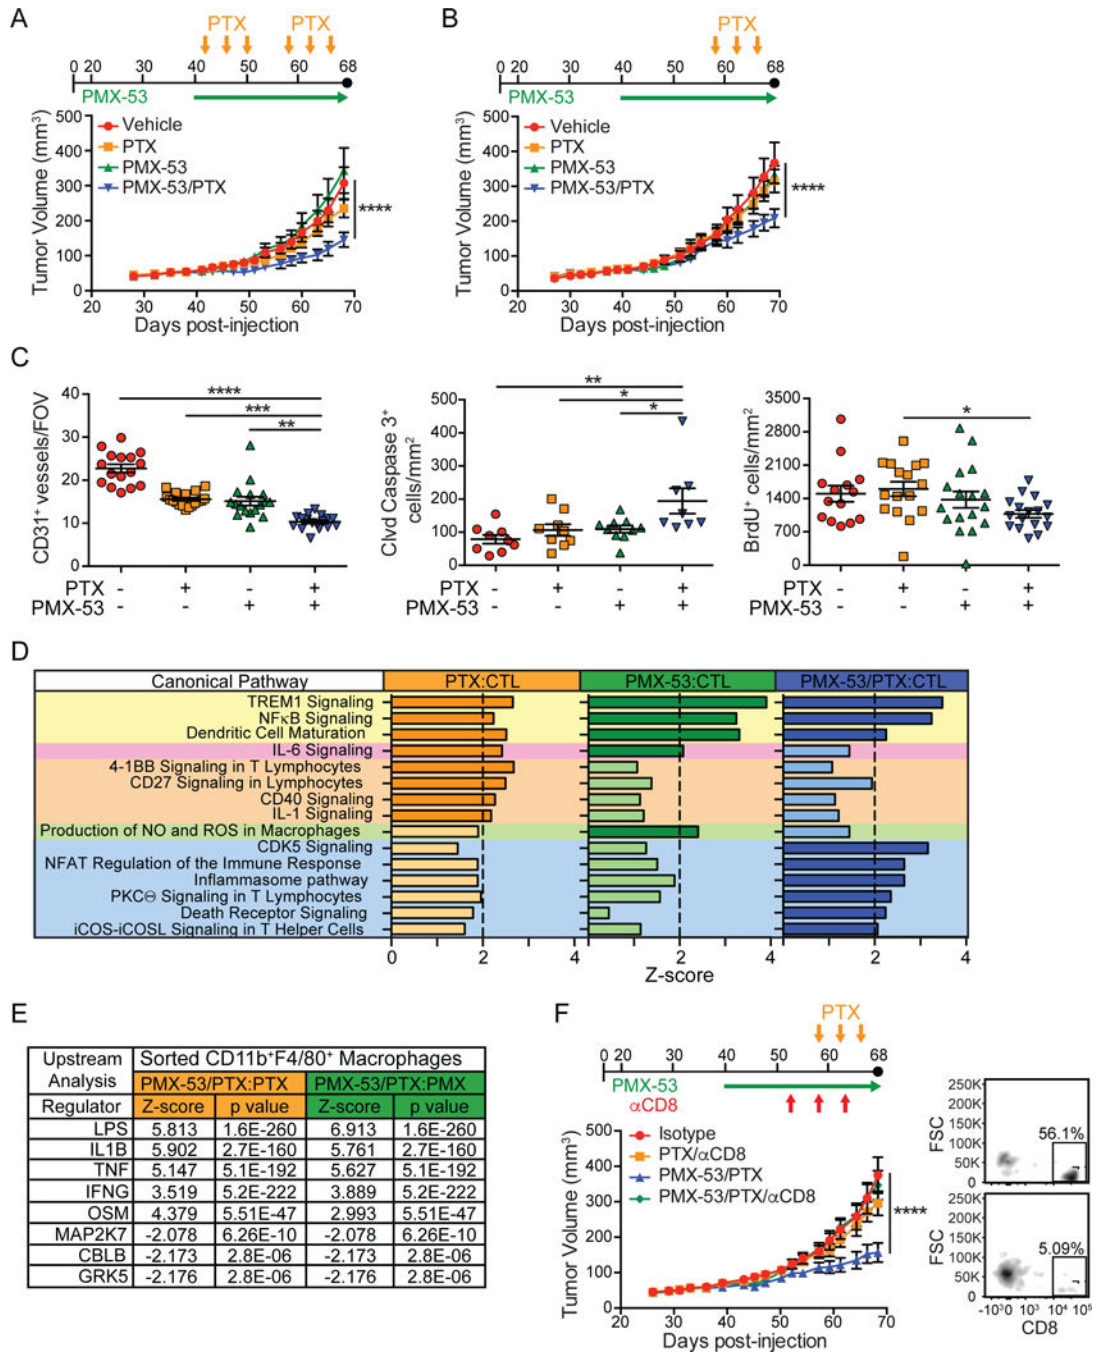 A
PTX PTX
0 20 40 60 68
PMX-53
Tumor Volume (mm3)
500
400
300
200
100
0
Vehicle
PTX
PMX-53
PMX-53/PTX
****
20 30 40 50 60 70
Days post-injection
B
PTX
0 20 40 60 68
PMX-53
Tumor Volume (mm3)
500
400
300
200
100
0
Vehicle
PTX
PMX-53
PMX-53/PTX
****
20 30 40 50 60 70
Days post-injection
C
CD31+ vessels/FOV
40
30
20
10
0
****
***
**
PTX - + - +
PMX-53 - - + +
Clvd Caspase 3+
cells/mm2
500
400
300
200
100
0
**
*
*
- + - +
- - + +
BrdU+ cells/mm2
3500
2800
2100
1400
700
0
*
- + - +
- - + +
D
Canonical Pathway PTX:CTL PMX-53:CTL PMX-53/PTX:CTL
TREM1 Signaling
NFκB Signaling
Dendritic Cell Maturation
IL-6 Signaling
4-1BB Signaling in T Lymphocytes
CD27 Signaling in Lymphocytes
CD40 Signaling
IL-1 Signaling
Production of NO and ROS in Macrophages
CDK5 Signaling
NFAT Regulation of the Immune Response
Inflammasome pathway
PKCΘ Signaling in T Lymphocytes
Death Receptor Signaling
iCOS-iCOSL Signaling in T Helper Cells
0 2 4 0 2 4 0 2 4
Z-score
E
Upstream Analysis Sorted CD11b+F4/80+ Macrophages
PMX-53/PTX:PTX PMX-53/PTX:PMX
Regulator Z-score p value Z-score p value
LPS 5.813 1.6E-260 6.913 1.6E-260
IL1B 5.902 2.7E-160 5.761 2.7E-160
TNF 5.147 5.1E-192 5.627 5.1E-192
IFNG 3.519 5.2E-222 3.889 5.2E-222
OSM 4.379 5.51E-47 2.993 5.51E-47
MAP2K7 -2.078 6.26E-10 -2.078 6.26E-10
CBLB -2.173 2.8E-06 -2.173 2.8E-06
GRK5 -2.176 2.8E-06 -2.176 2.8E-06
F
PTX
0 20 40 60 68
PMX-53
αCD8
Tumor Volume (mm3)
400
300
200
100
0
Isotype
PTX/αCD8
PMX-53/PTX
PMX-53/PTX/αCD8
****
20 30 40 50 60 70
Days post-injection
FSC
250K
200K
150K
100K
50K
0
56.1%
FSC
250K
200K
150K
100K
50K
0
5.09%
-10³0 10³ 10⁴ 10⁵
CD8